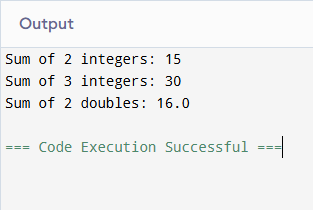 Output
Sum of 2 integers: 15
Sum of 3 integers: 30
Sum of 2 doubles: 16.0
=== Code Execution Successful ===